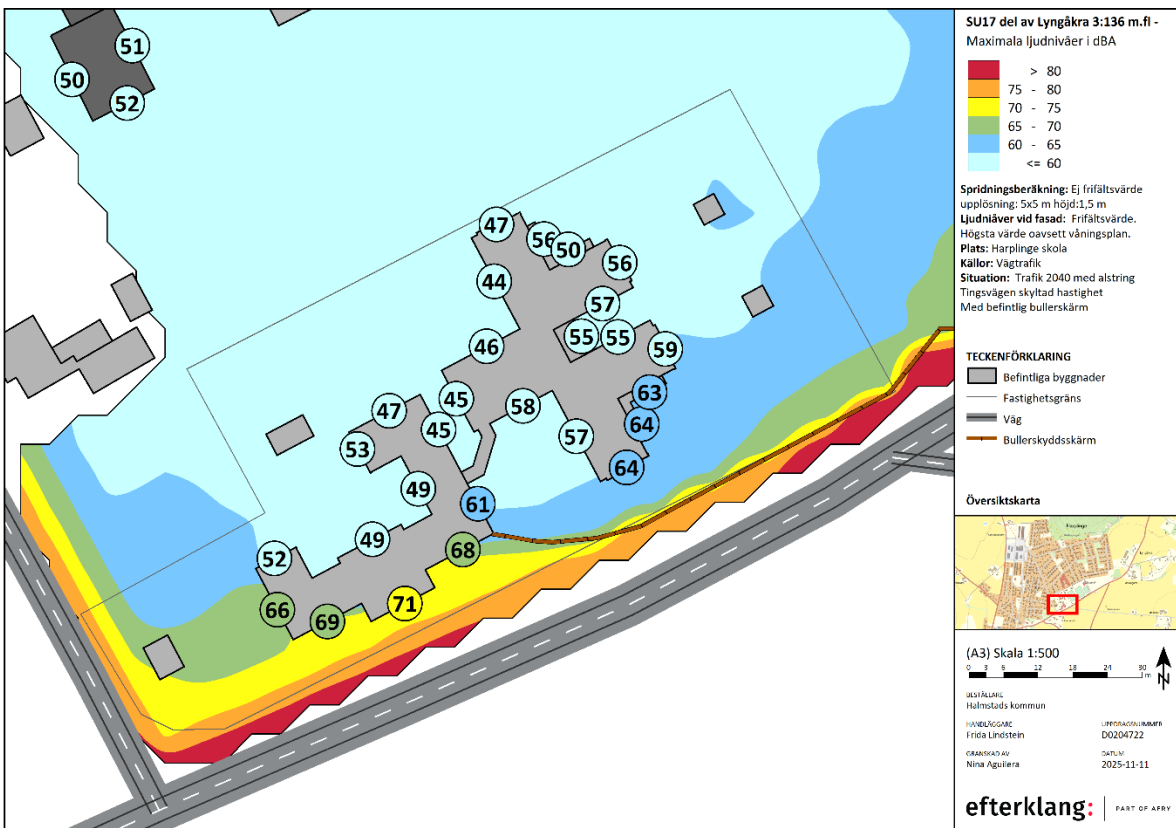 SU17 del av Lyngåkra 3:136 m.fl -
Maximala ljudnivåer i dBA
> 80
75 - 80
70 - 75
65 - 70
60 - 65
<= 60
Spridningsberäkning: Ej frifältsvärde
upplösning: 5x5 m höjd:1,5 m
Ljudnivåer vid fasad: Frifältsvärde.
Högsta värde oavsett våningsplan.
Plats: Harplinge skola
Källor: Vägtrafik
Situation: Trafik 2040 med alstring
Tingsvägen skyltad hastighet
Med befintlig bullerskärm
TECKENFÖRKLARING
Befintliga byggnader
Fastighetsgräns
Väg
Bullerskyddsskärm
Översiktskarta
(A3) Skala 1:500
0 3 6 12 18 24 30
m
N
BESTÄLLARE
Halmstads kommun
HANDLÄGGARE UPPDRAGSNUMMER
Frida Lindstein D0204722
GRANSKAD AV DATUM
Nina Aguilera 2025-11-11
efterklang: PART OF AFRY
51
50
52
47
56
50
56
44
57
55
55
46
59
63
45
58
47
64
45
57
53
64
49
61
49
68
52
71
66
69